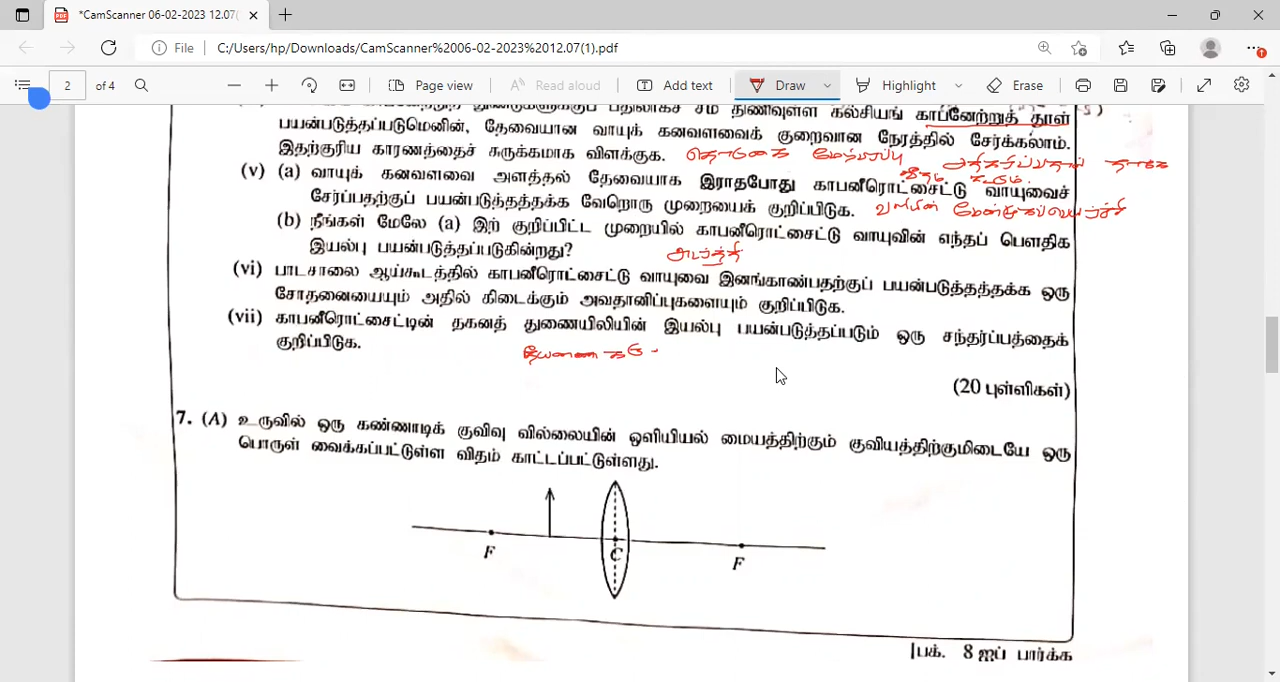 *CamScanner 06-02-2023 12.07(
File C:/Users/hp/Downloads/CamScanner%2006-02-2023%2012.07(1).pdf
2 of 4 Page view Read aloud Add text Draw Highlight Erase
கல்சியங் காப்னேற்றுத் தூள்
பயன்படுத்தப்படுமெனின், தேவையான வாயுக் கனவளவைக் குறைவான நேரத்தில் சேர்க்கலாம்.
இதற்குரிய காரணத்தைச் சுருக்கமாக விளக்குக.
(v) (a) வாயுக் கனவளவை அளத்தல் தேவையாக இராதபோது காபனீரொட்சைட்டு வாயுவைச்
சேர்ப்பதற்குப் பயன்படுத்தத்தக்க வேறொரு முறையைக் குறிப்பிடுக.
(b) நீங்கள் மேலே (a) இற் குறிப்பிட்ட முறையில் காபனீரொட்சைட்டு வாயுவின் எந்தப் பௌதிக
இயல்பு பயன்படுத்தப்படுகின்றது? அடர்த்தி
(vi) பாடசாலை ஆய்கூடத்தில் காபனீரொட்சைட்டு வாயுவை இனங்காண்பதற்குப் பயன்படுத்தத்தக்க ஒரு
சோதனையையும் அதில் கிடைக்கும் அவதானிப்புகளையும் குறிப்பிடுக.
(vii) காபனீரொட்சைட்டின் தகனத் துணையிலியின் இயல்பு பயன்படுத்தப்படும் ஒரு சந்தர்ப்பத்தைக்
குறிப்பிடுக.
(20 புள்ளிகள்)
7. (A) உருவில் ஒரு கண்ணாடிக் குவிவு வில்லையின் ஒளியியல் மையத்திற்கும் குவியத்திற்குமிடையே ஒரு
பொருள் வைக்கப்பட்டுள்ள விதம் காட்டப்பட்டுள்ளது.
F C F
[பக். 8 ஐப் பார்க்க